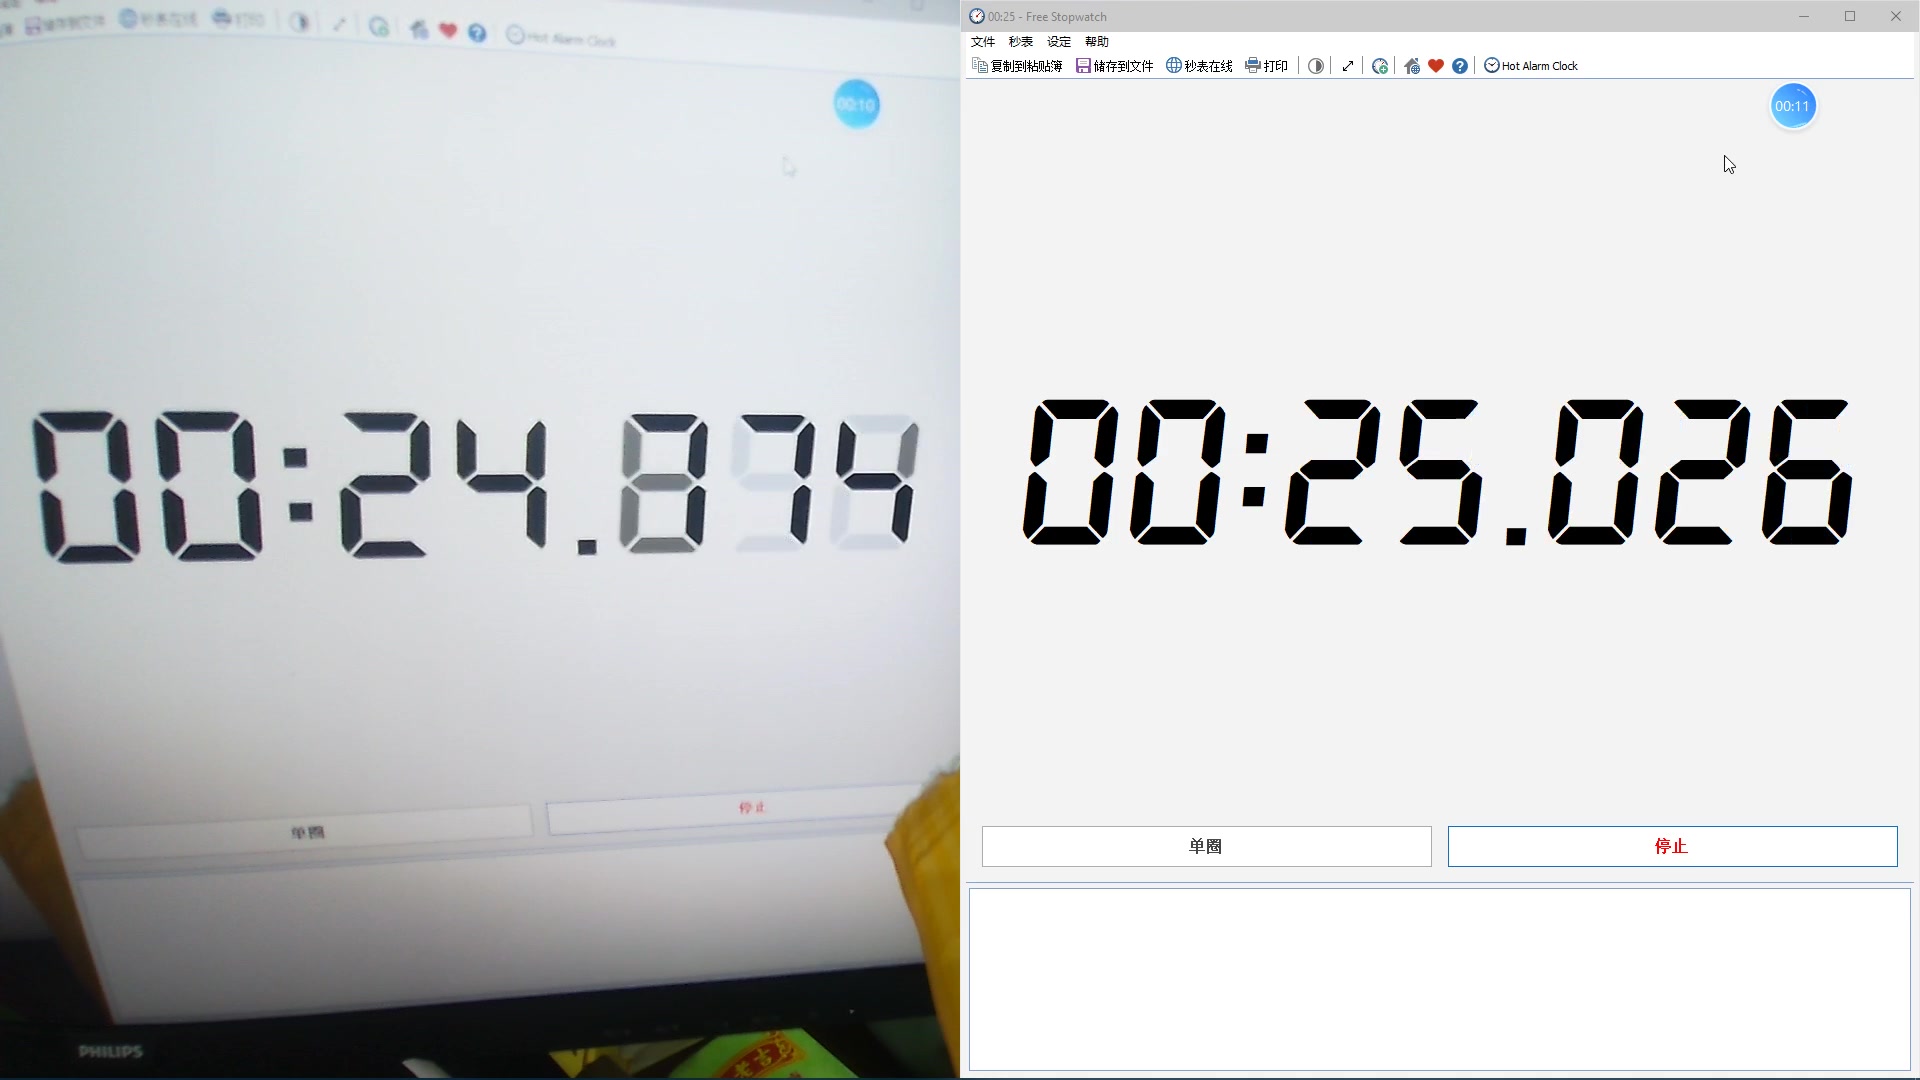 储存到文件 秒表在线 打印 Hot Alarm Clock
00:10
00:24.874
单圈 停止
PHILIPS
00:25 - Free Stopwatch
文件 秒表 设定 帮助
复制到粘贴簿 储存到文件 秒表在线 打印 Hot Alarm Clock
00:11
00:25.026
单圈 停止